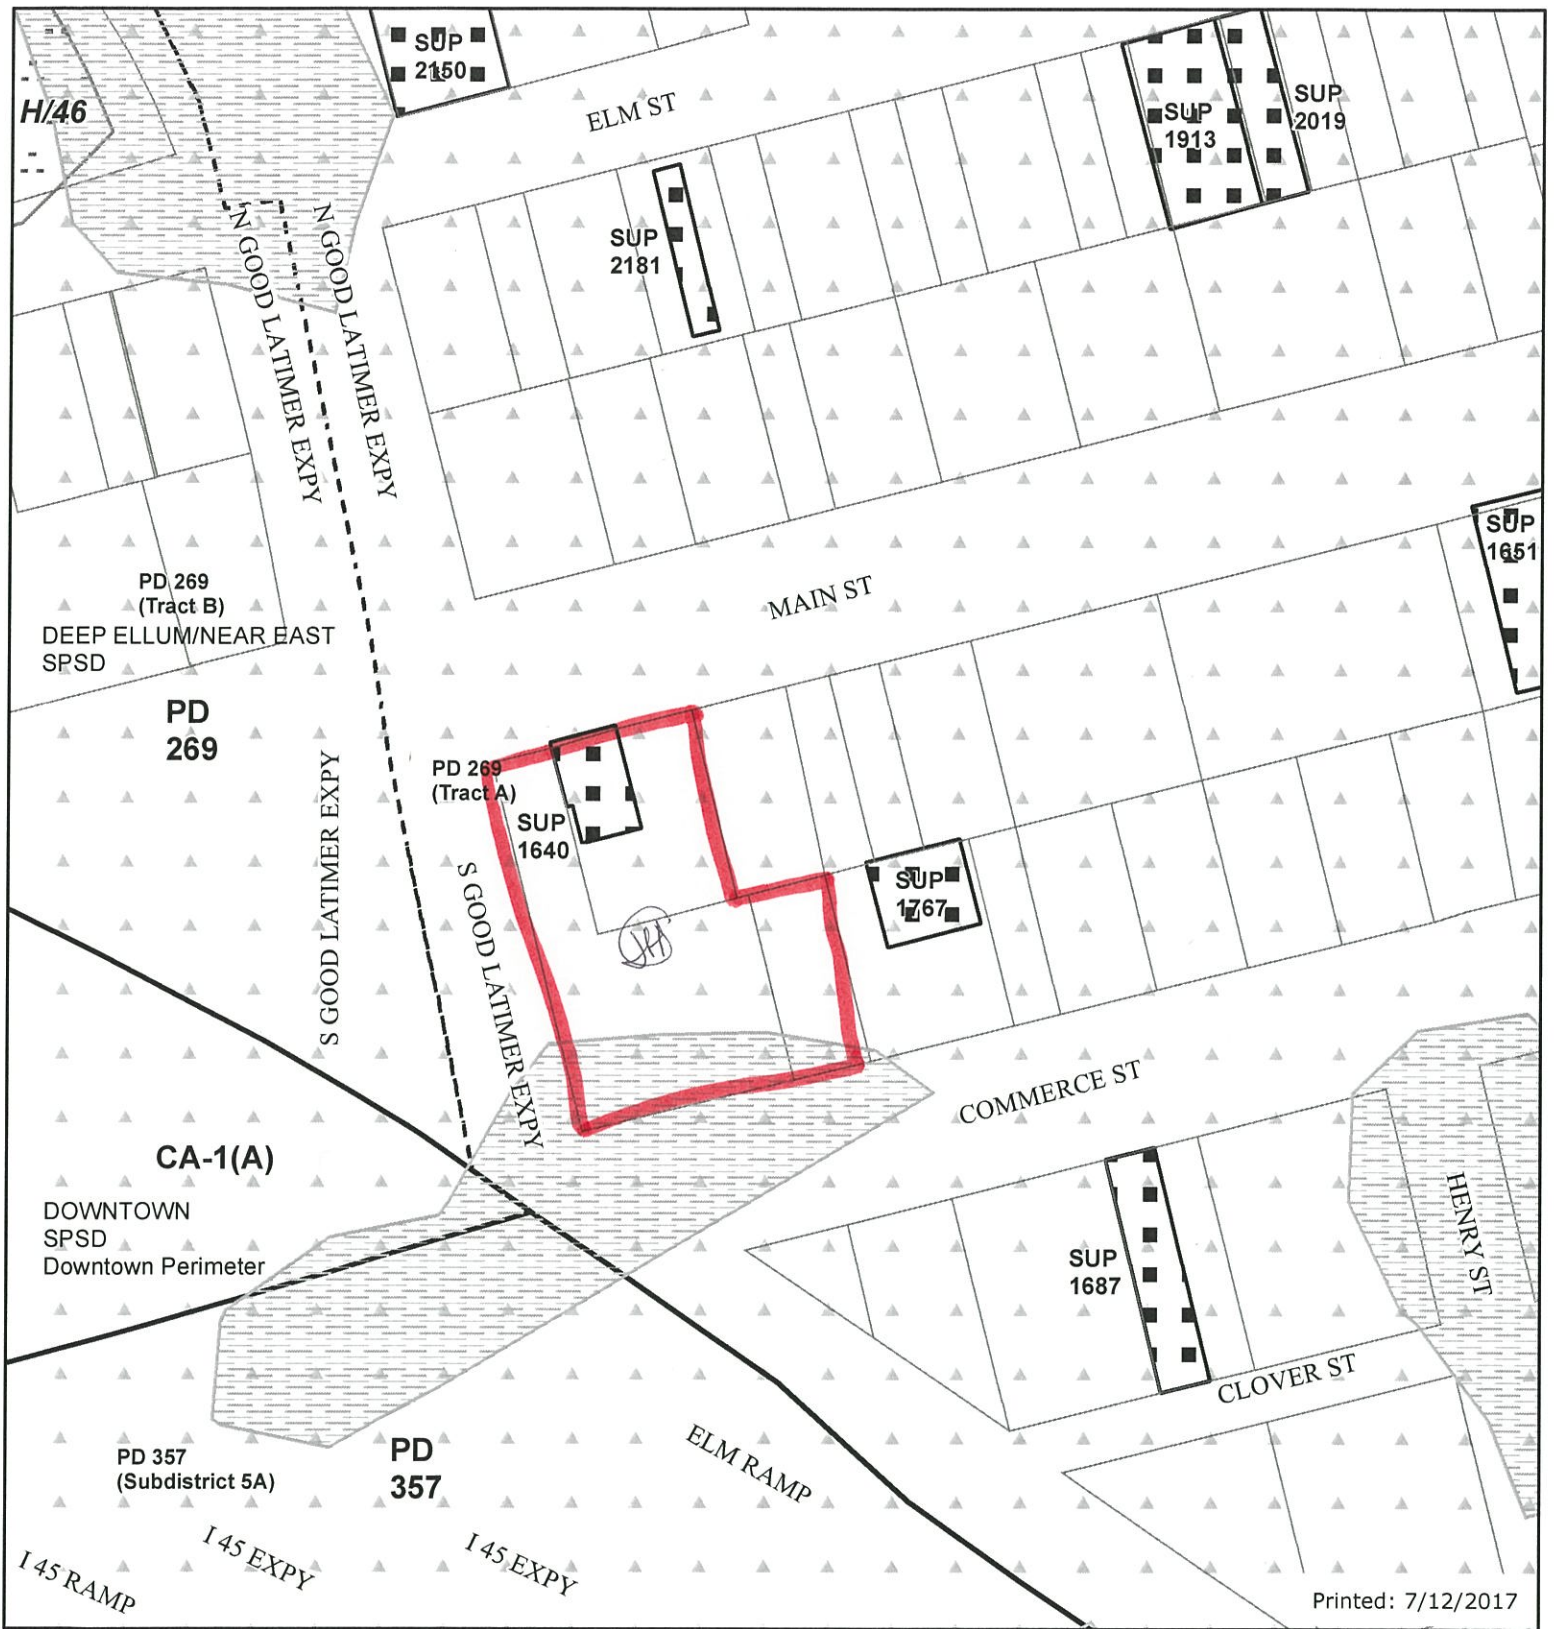 SUP
2150
ELM ST
SUP
1913
SUP
2019
H/46
N GOOD LATIMER EXPY
N GOOD LATIMER EXPY
SUP
2181
SUP
1651
PD 269
(Tract B)
DEEP ELLUM/NEAR EAST
SPSD
MAIN ST
PD
269
S GOOD LATIMER EXPY
PD 269
(Tract A)
SUP
1640
S GOOD LATIMER EXPY
SUP
1767
COMMERCE ST
CA-1(A)
DOWNTOWN
SPSD
Downtown Perimeter
SUP
1687
HENRY ST
CLOVER ST
PD 357
(Subdistrict 5A)
PD
357
ELM RAMP
I 45 RAMP
I 45 EXPY
I 45 EXPY
Printed: 7/12/2017